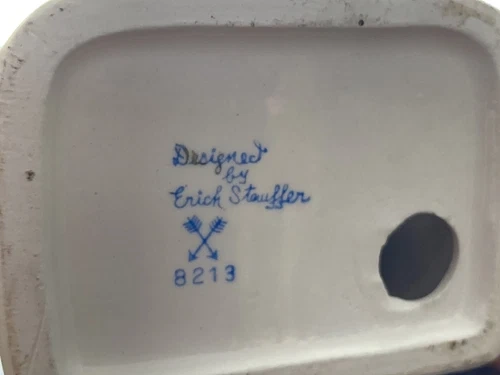 Designed
by
Erich Stauffer
8213